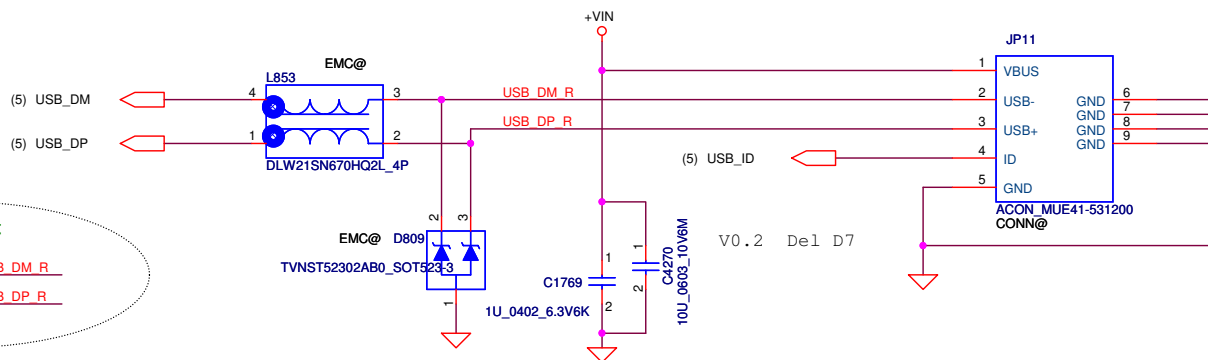 +VIN
JP11
EMC@
L853
1
VBUS
(5) USB_DM
4
3
USB_DM_R
2
USB-
GND
6
GND
7
(5) USB_DP
1
2
USB_DP_R
3
USB+
GND
8
GND
9
DLW21SN670HQ2L_4P
(5) USB_ID
4
ID
5
GND
ACON_MUE41-531200
CONN@
2
3
EMC@
D809
TVNST52302AB0_SOT523-3
1
1
C1769
2
1U_0402_6.3V6K
1
2
C4270
10U_0603_10V6M
V0.2 Del D7
B_DM_R
B_DP_R